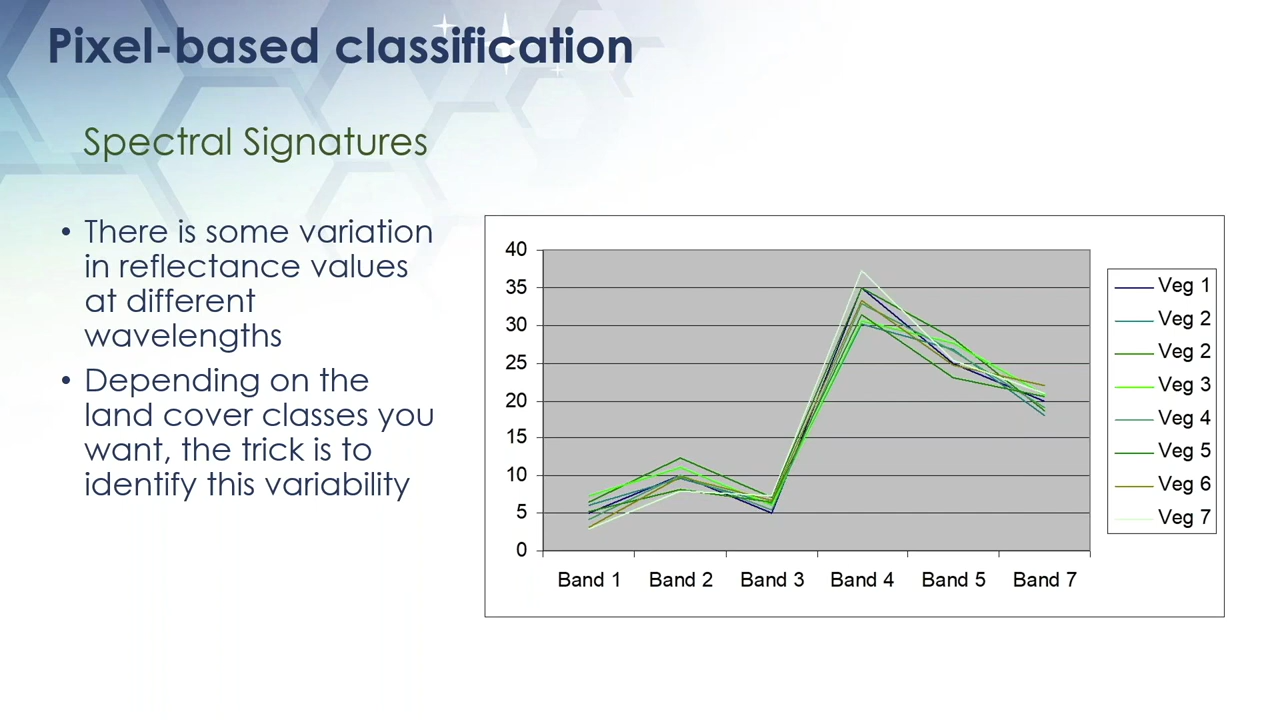 Pixel-based classification
Spectral Signatures
• There is some variation
in reflectance values
at different
wavelengths
• Depending on the
land cover classes you
want, the trick is to
identify this variability
40
35
30
25
20
15
10
5
0
Band 1 Band 2 Band 3 Band 4 Band 5 Band 7
Veg 1
Veg 2
Veg 2
Veg 3
Veg 4
Veg 5
Veg 6
Veg 7